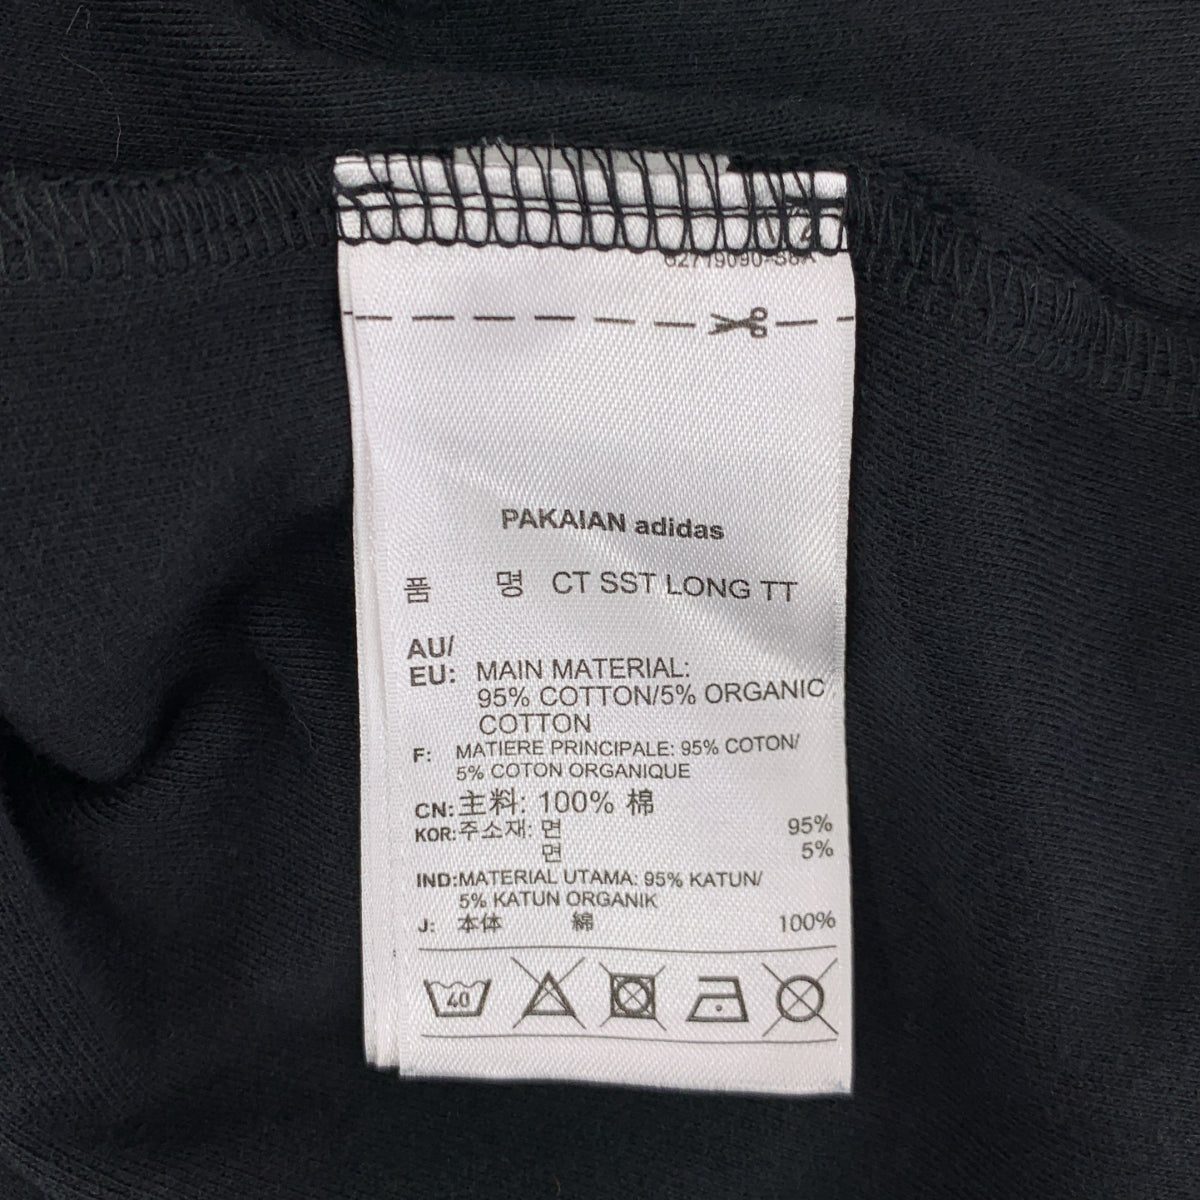 PAKAIAN adidas
품 명 CT SST LONG TT
AU/
EU: MAIN MATERIAL:
95% COTTON/5% ORGANIC
COTTON
F: MATIERE PRINCIPALE: 95% COTON/
5% COTON ORGANIQUE
CN: 主料: 100% 棉
KOR: 주소재: 면 95%
면 5%
IND: MATERIAL UTAMA: 95% KATUN/
5% KATUN ORGANIK
J: 本体 綿 100%
40